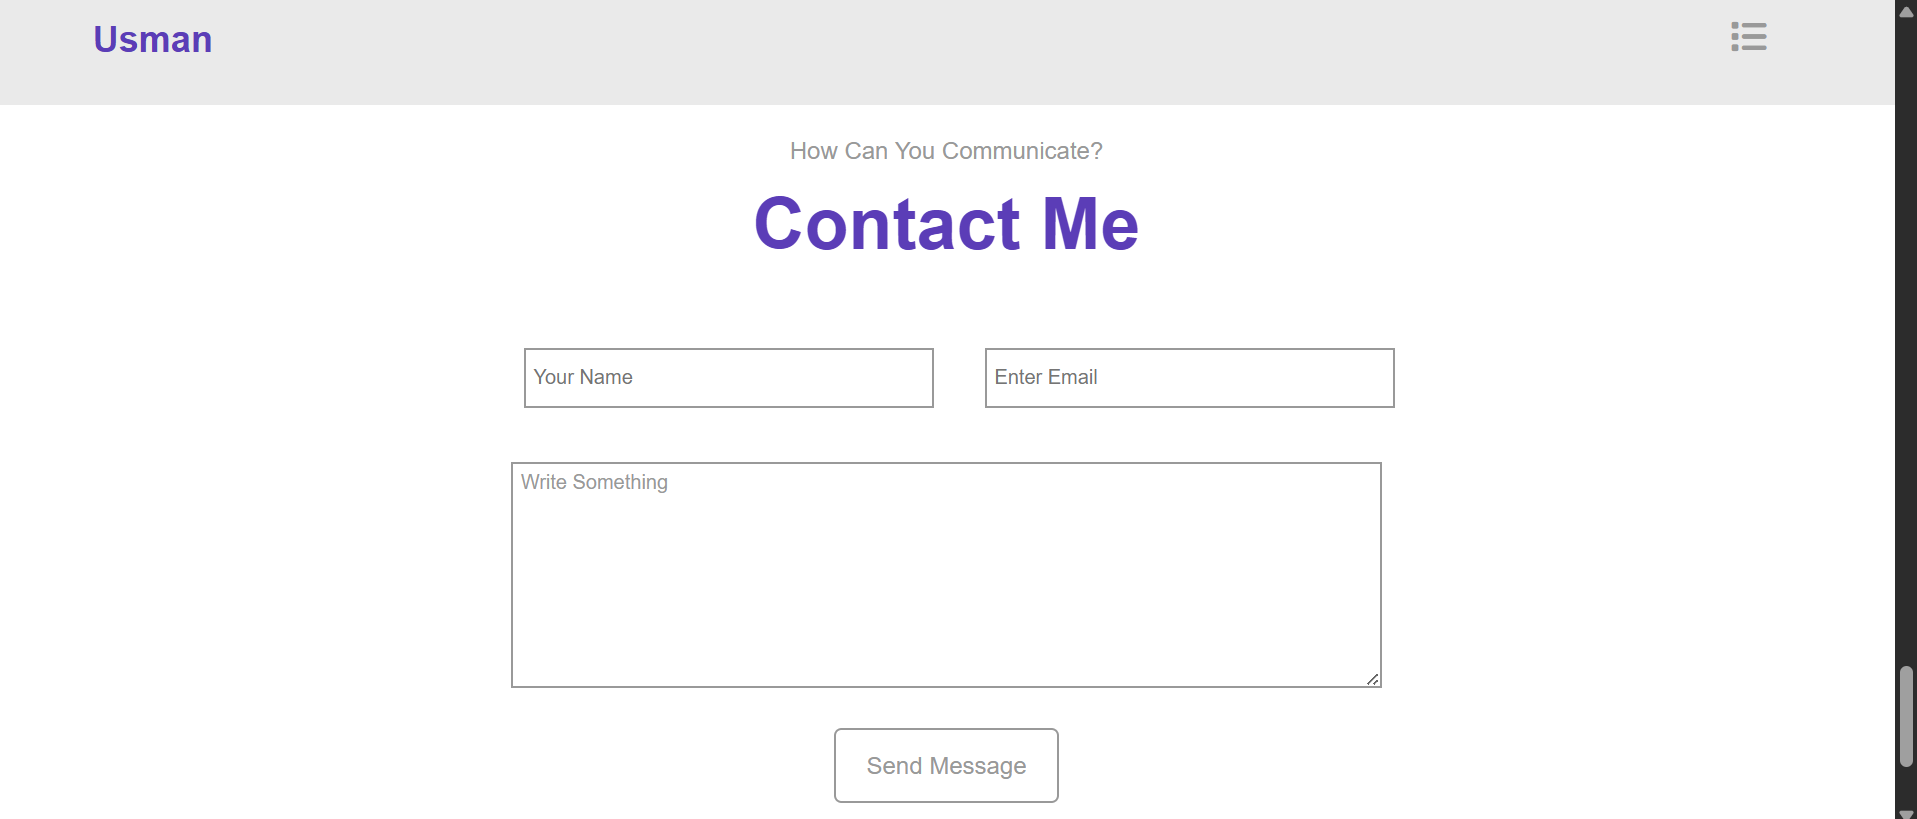 Usman
How Can You Communicate?
Contact Me
Your Name
Enter Email
Write Something
Send Message